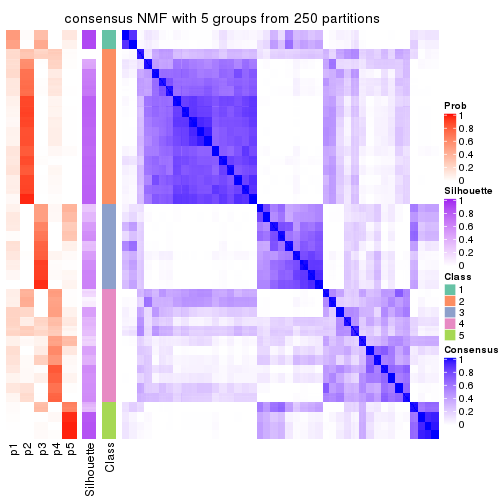 consensus NMF with 5 groups from 250 partitions
Prob
1
0.8
0.6
0.4
0.2
0
Silhouette
1
0.8
0.6
0.4
0.2
0
Class
1
2
3
4
5
Consensus
1
0.8
0.6
0.4
0.2
0
p1
p2
p3
p4
p5
Silhouette
Class